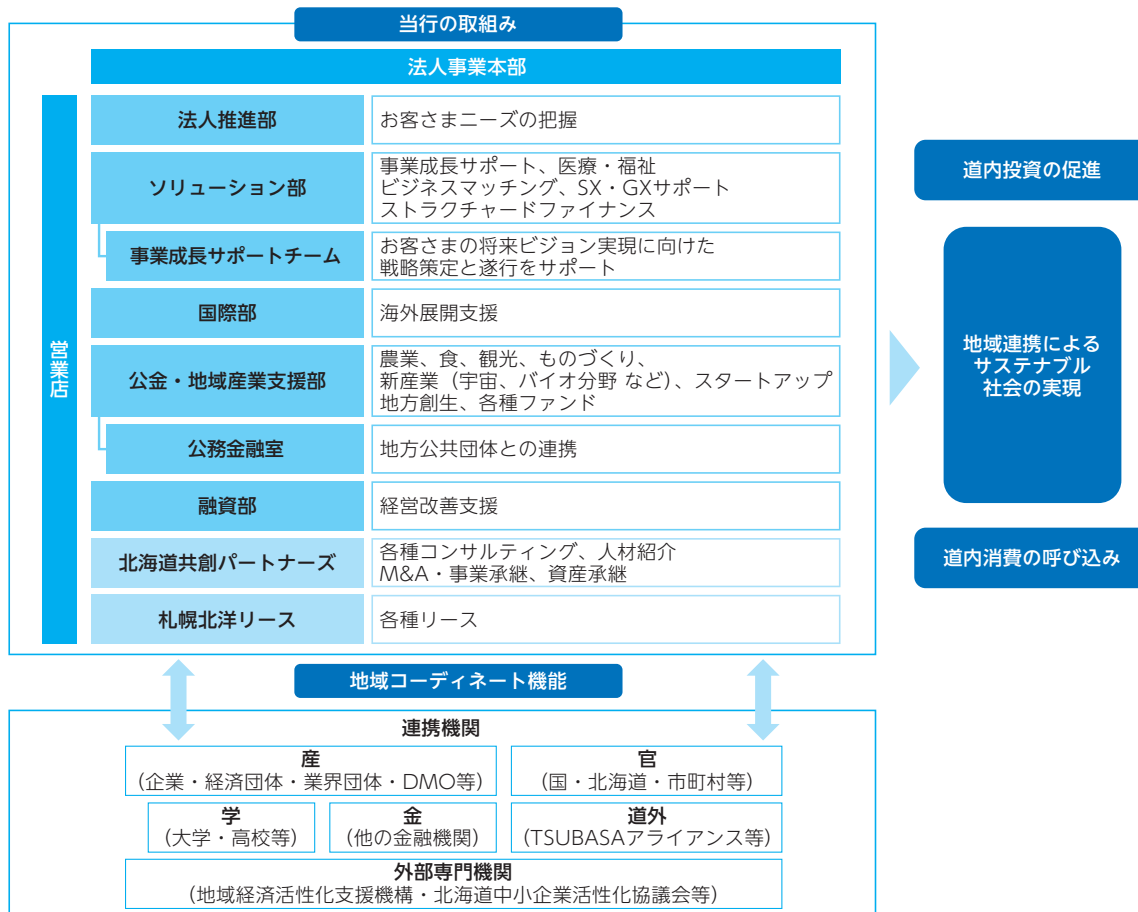 当行の取組み
法人事業本部
営業店
法人推進部
お客さまニーズの把握
ソリューション部
事業成長サポート、医療・福祉
ビジネスマッチング、SX・GXサポート
ストラクチャードファイナンス
事業成長サポートチーム
お客さまの将来ビジョン実現に向けた
戦略策定と遂行をサポート
国際部
海外展開支援
公金・地域産業支援部
農業、食、観光、ものづくり、
新産業（宇宙、バイオ分野 など）、スタートアップ
地方創生、各種ファンド
公務金融室
地方公共団体との連携
融資部
経営改善支援
北海道共創パートナーズ
各種コンサルティング、人材紹介
M&A・事業承継、資産承継
札幌北洋リース
各種リース
道内投資の促進
地域連携による
サステナブル
社会の実現
道内消費の呼び込み
地域コーディネート機能
連携機関
産
（企業・経済団体・業界団体・DMO等）
官
（国・北海道・市町村等）
学
（大学・高校等）
金
（他の金融機関）
道外
（TSUBASAアライアンス等）
外部専門機関
（地域経済活性化支援機構・北海道中小企業活性化協議会等）